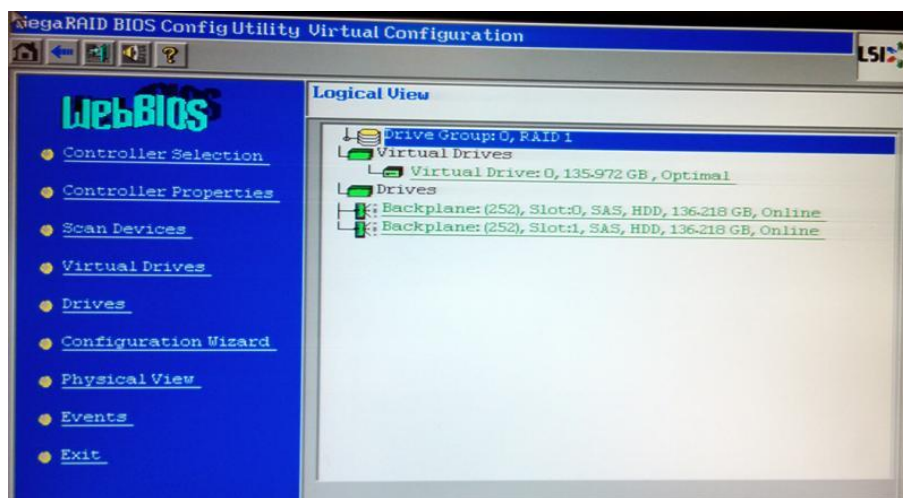 MegaRAID BIOS Config Utility Virtual Configuration
LSI
WebBIOS
Controller Selection
Controller Properties
Scan Devices
Virtual Drives
Drives
Configuration Wizard
Physical View
Events
Exit
Logical View
Drive Group: 0, RAID 1
Virtual Drives
Virtual Drive: 0, 135.972 GB, Optimal
Drives
Backplane: (252), Slot:0, SAS, HDD, 136.218 GB, Online
Backplane: (252), Slot:1, SAS, HDD, 136.218 GB, Online